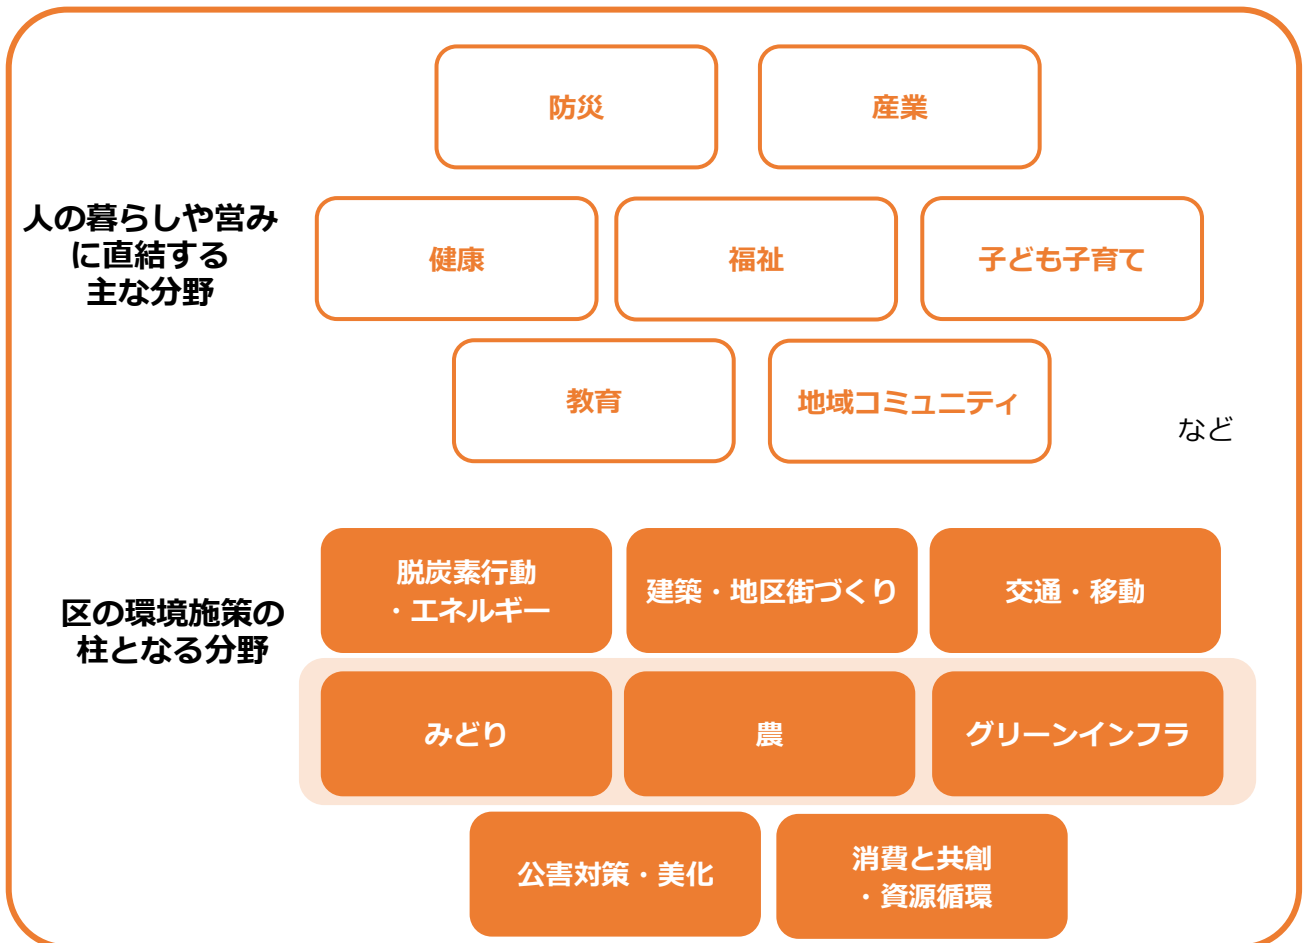 防災
産業
人の暮らしや営み
に直結する
主な分野
健康
福祉
子ども子育て
教育
地域コミュニティ
など
区の環境施策の
柱となる分野
脱炭素行動
・エネルギー
建築・地区街づくり
交通・移動
みどり
農
グリーンインフラ
公害対策・美化
消費と共創
・資源循環